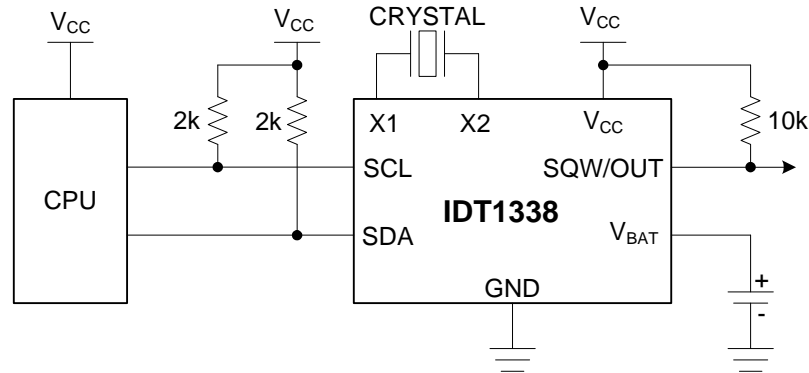 CRYSTAL
VCC
VCC
VCC
2k
2k
X1
X2
VCC
10k
CPU
SCL
SQW/OUT
IDT1338
SDA
VBAT
GND
+
-